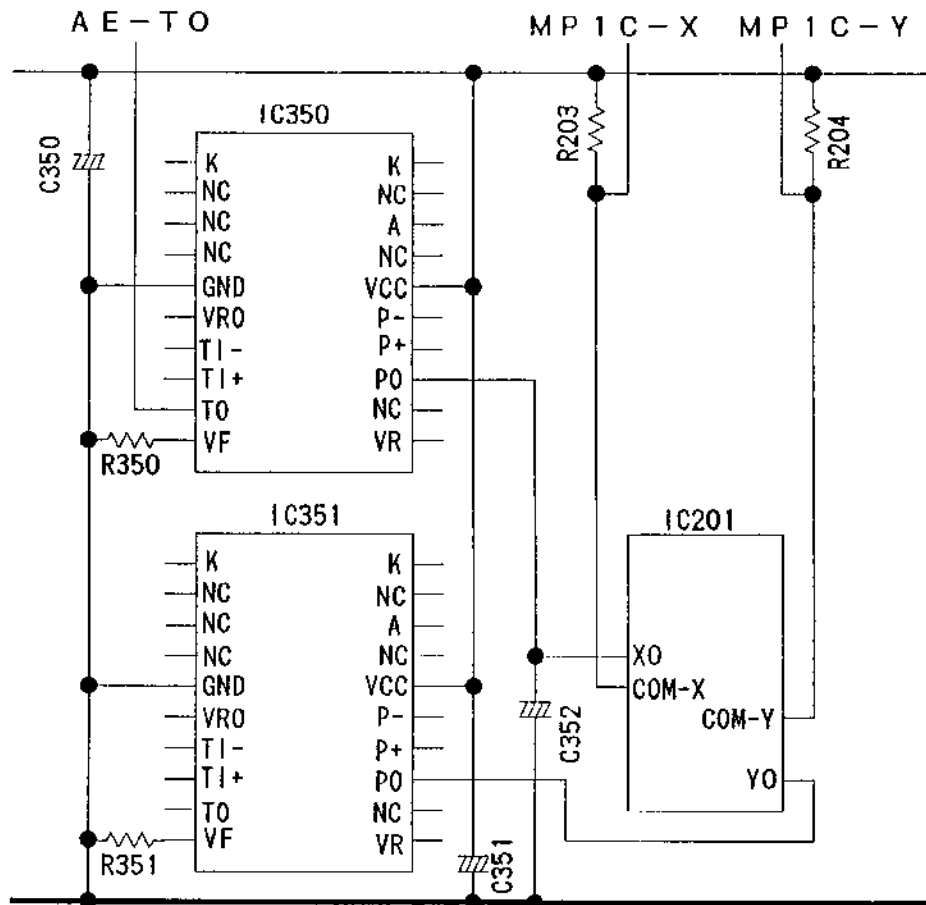 AE-TO MP1C-X MP1C-Y
IC350
C350
R203
R204
K K
NC NC
NC A
NC NC
GND VCC
VRO P-
TI- P+
TI+ PO
TO NC
VF VR
R350
IC351
IC201
K K
NC NC
NC A
NC NC
GND VCC
VRO P-
TI- P+
TI+ PO
TO NC
VF VR
XO
COM-X
COM-Y
YO
C352
R351
C351